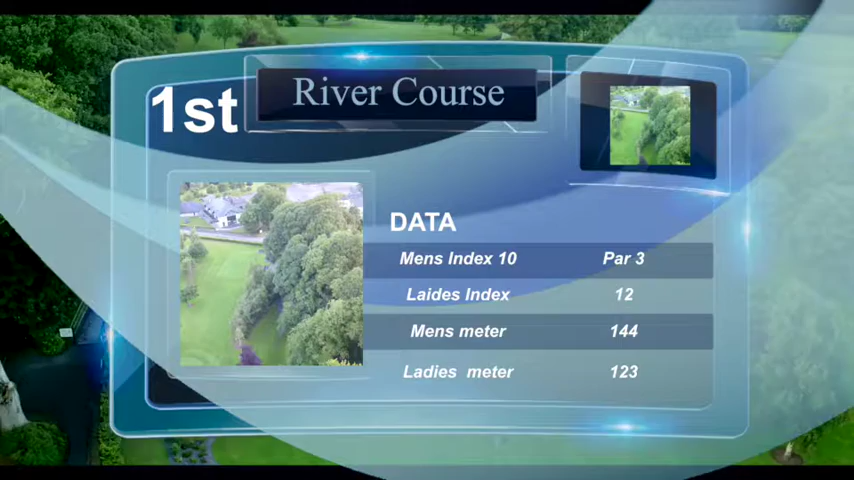 1st
River Course
DATA
Mens Index 10 Par 3
Laides Index 12
Mens meter 144
Ladies meter 123